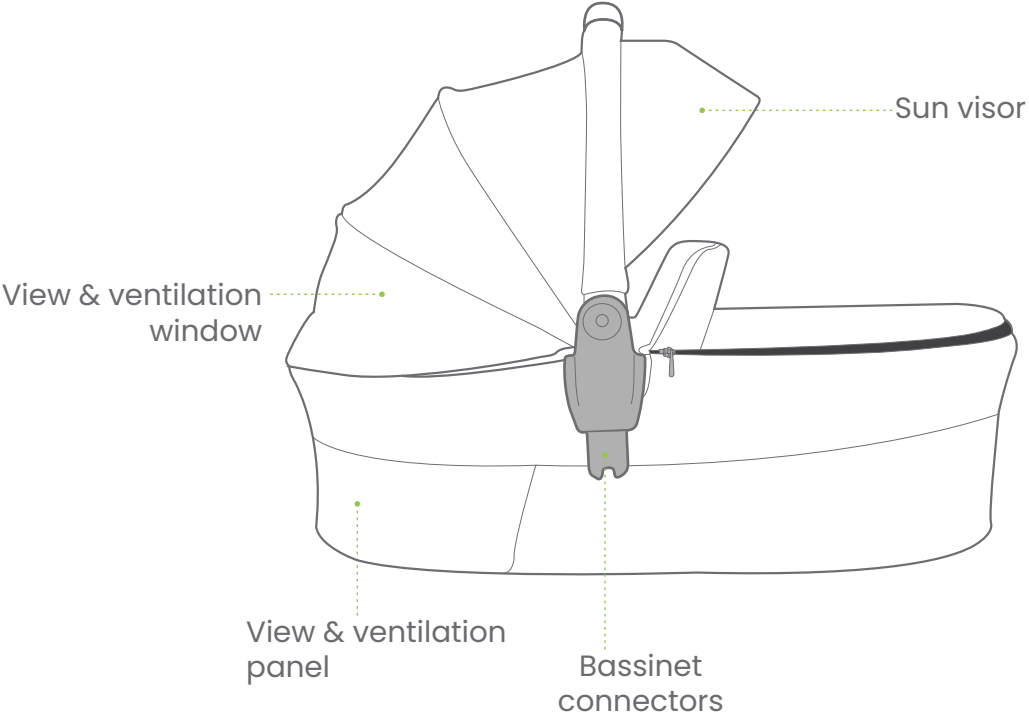 Sun visor
View & ventilation
window
View & ventilation
panel
Bassinet
connectors